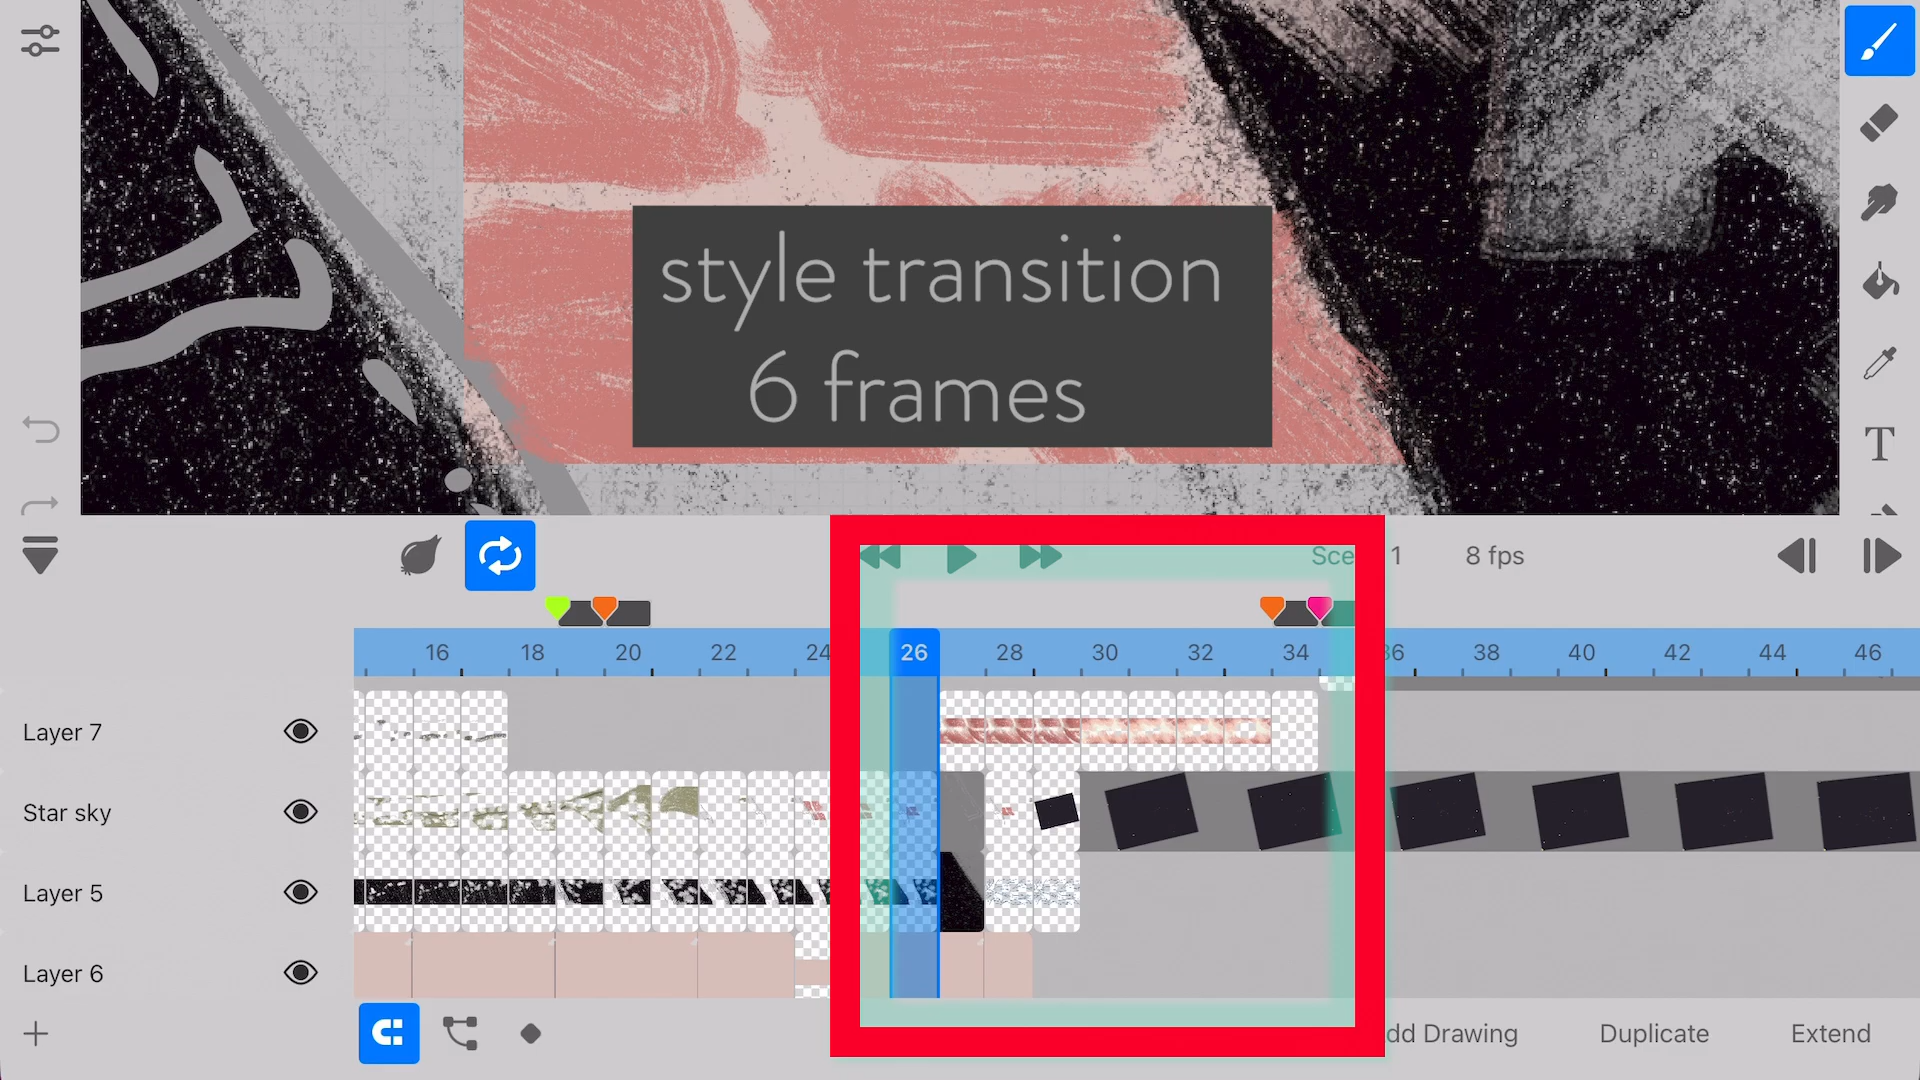 T
style transition
6 frames
Sce 1
8 fps
16 18 20 22 24 26 28 30 32 34 36 38 40 42 44 46
Layer 7
Star sky
Layer 5
Layer 6
dd Drawing
Duplicate
Extend